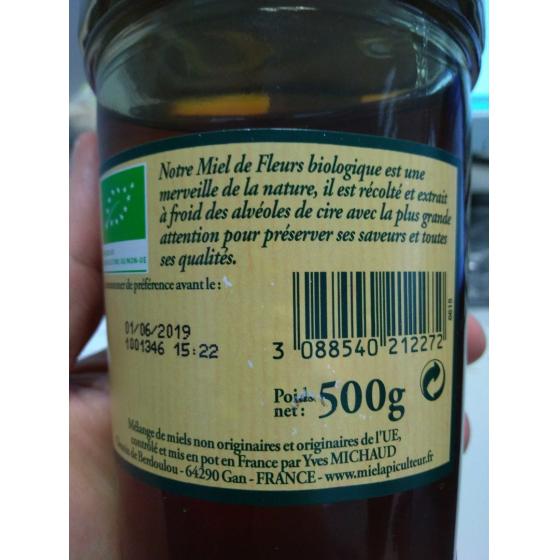 Notre Miel de Fleurs biologique est une
merveille de la nature, il est récolté et extrait
à froid des alvéoles de cire avec la plus grande
attention pour préserver ses saveurs et toutes
ses qualités.
de préférence avant le :
01/06/2019
1001346 15:22
3 088540 212272
Poids
net : 500g
Mélange de miels non originaires et originaires de l'UE,
contrôlé et mis en pot en France par Yves MICHAUD
de Berdoulou - 64290 Gan - FRANCE - www.mielapiculteur.fr